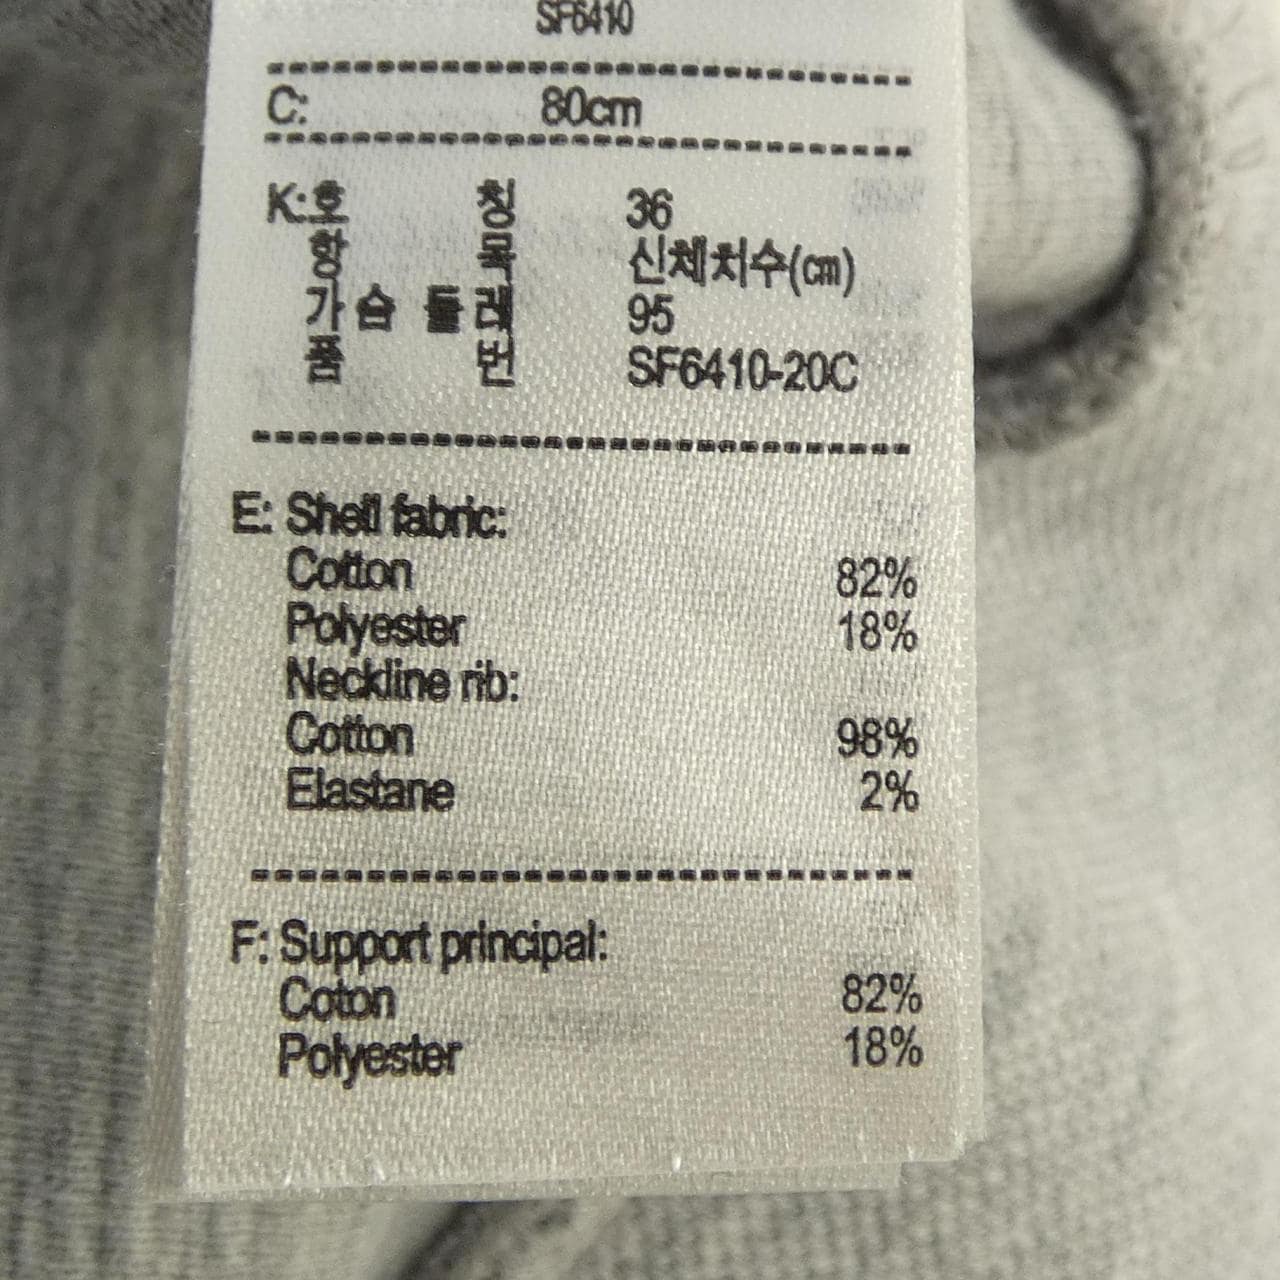 SF6410
C: 80cm
K: 호 칭 36
항 목 신체치수(㎝)
가 슴 둘 레 95
품 번 SF6410-20C
E: Shell fabric:
Cotton 82%
Polyester 18%
Neckline rib:
Cotton 98%
Elastane 2%
F: Support principal:
Coton 82%
Polyester 18%